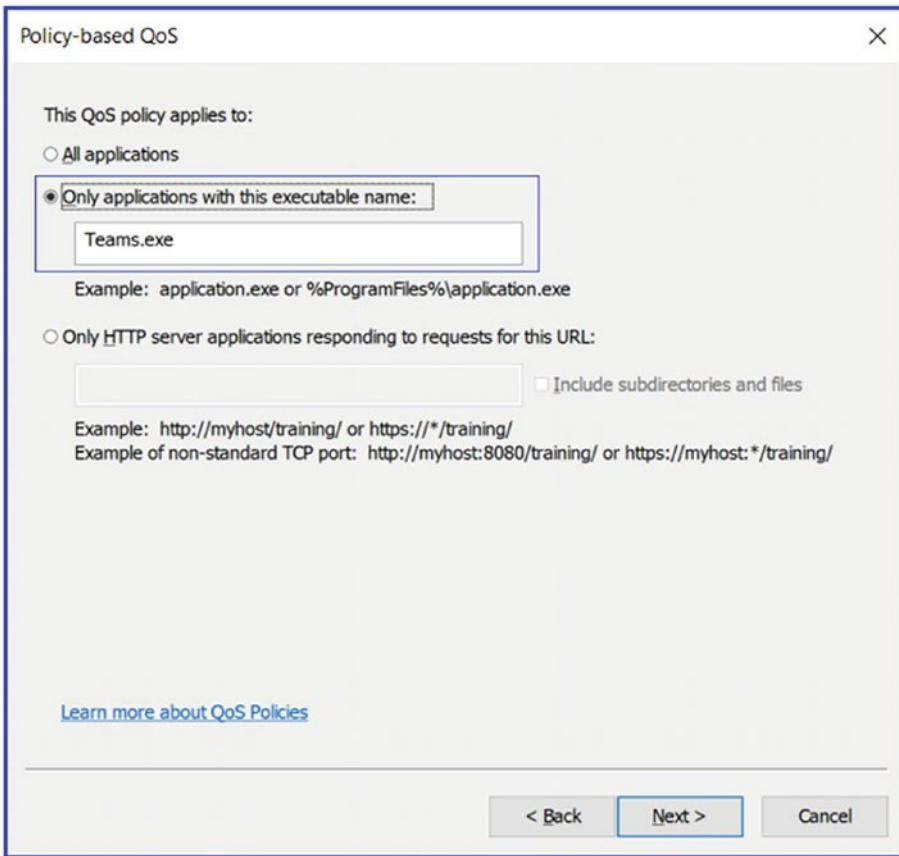 Policy-based QoS
This QoS policy applies to:
All applications
Only applications with this executable name:
Teams.exe
Example: application.exe or %ProgramFiles%\application.exe
Only HTTP server applications responding to requests for this URL:
Include subdirectories and files
Example: http://myhost/training/ or https://*/training/
Example of non-standard TCP port: http://myhost:8080/training/ or https://myhost:*/training/
Learn more about QoS Policies
< Back Next > Cancel